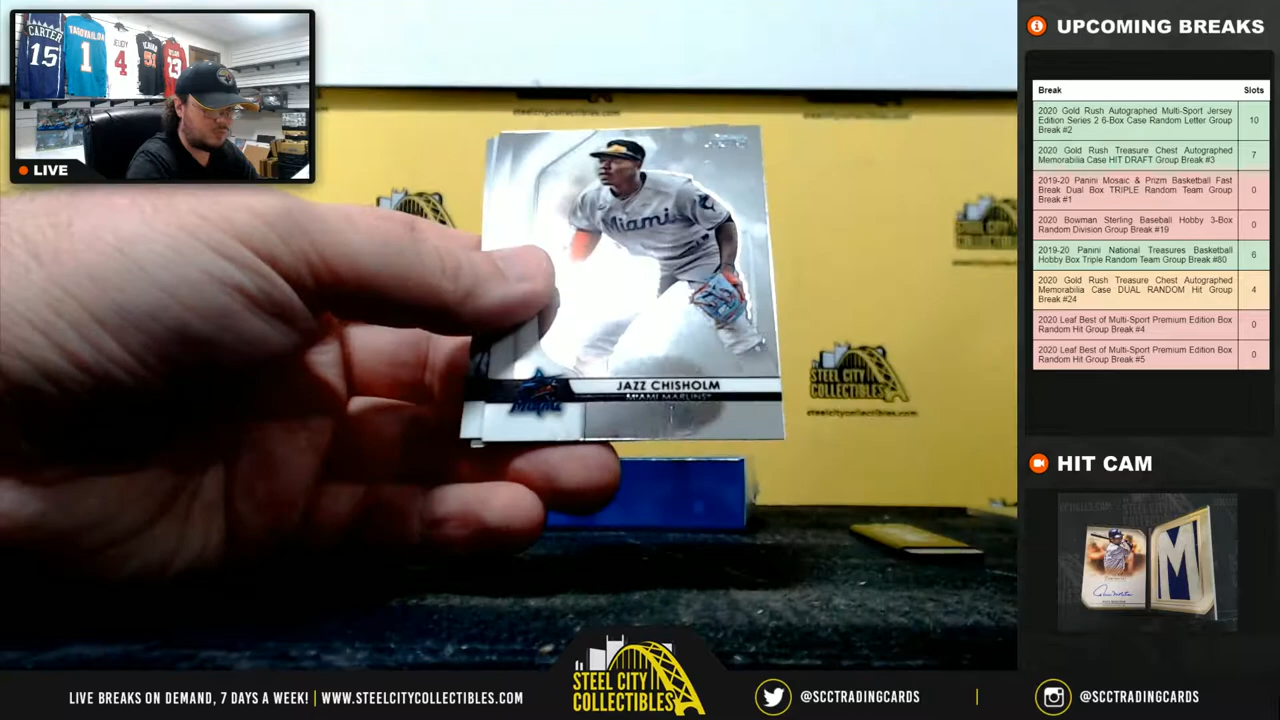 CARTER
15
TAGOVAILOA
1
JEUDY
4
LIVE
Miami
JAZZ CHISHOLM
MIAMI MARLINS
STEEL CITY
COLLECTIBLES
steelcitycollectibles.com
UPCOMING BREAKS
Break Slots
2020 Gold Rush Autographed Multi-Sport Jersey
Edition Series 2 6-Box Case Random Letter Group
Break #2
10
2020 Gold Rush Treasure Chest Autographed
Memorabilia Case HIT DRAFT Group Break #3
7
2019-20 Panini Mosaic & Prizm Basketball Fast
Break Dual Box TRIPLE Random Team Group
Break #1
0
2020 Bowman Sterling Baseball Hobby 3-Box
Random Division Group Break #19
0
2019-20 Panini National Treasures Basketball
Hobby Box Triple Random Team Group Break #80
6
2020 Gold Rush Treasure Chest Autographed
Memorabilia Case DUAL RANDOM Hit Group
Break #24
4
2020 Leaf Best of Multi-Sport Premium Edition Box
Random Hit Group Break #4
0
2020 Leaf Best of Multi-Sport Premium Edition Box
Random Hit Group Break #5
0
HIT CAM
M
LIVE BREAKS ON DEMAND, 7 DAYS A WEEK! | WWW.STEELCITYCOLLECTIBLES.COM
STEEL CITY
COLLECTIBLES
@SCCTRADINGCARDS
@SCCTRADINGCARDS